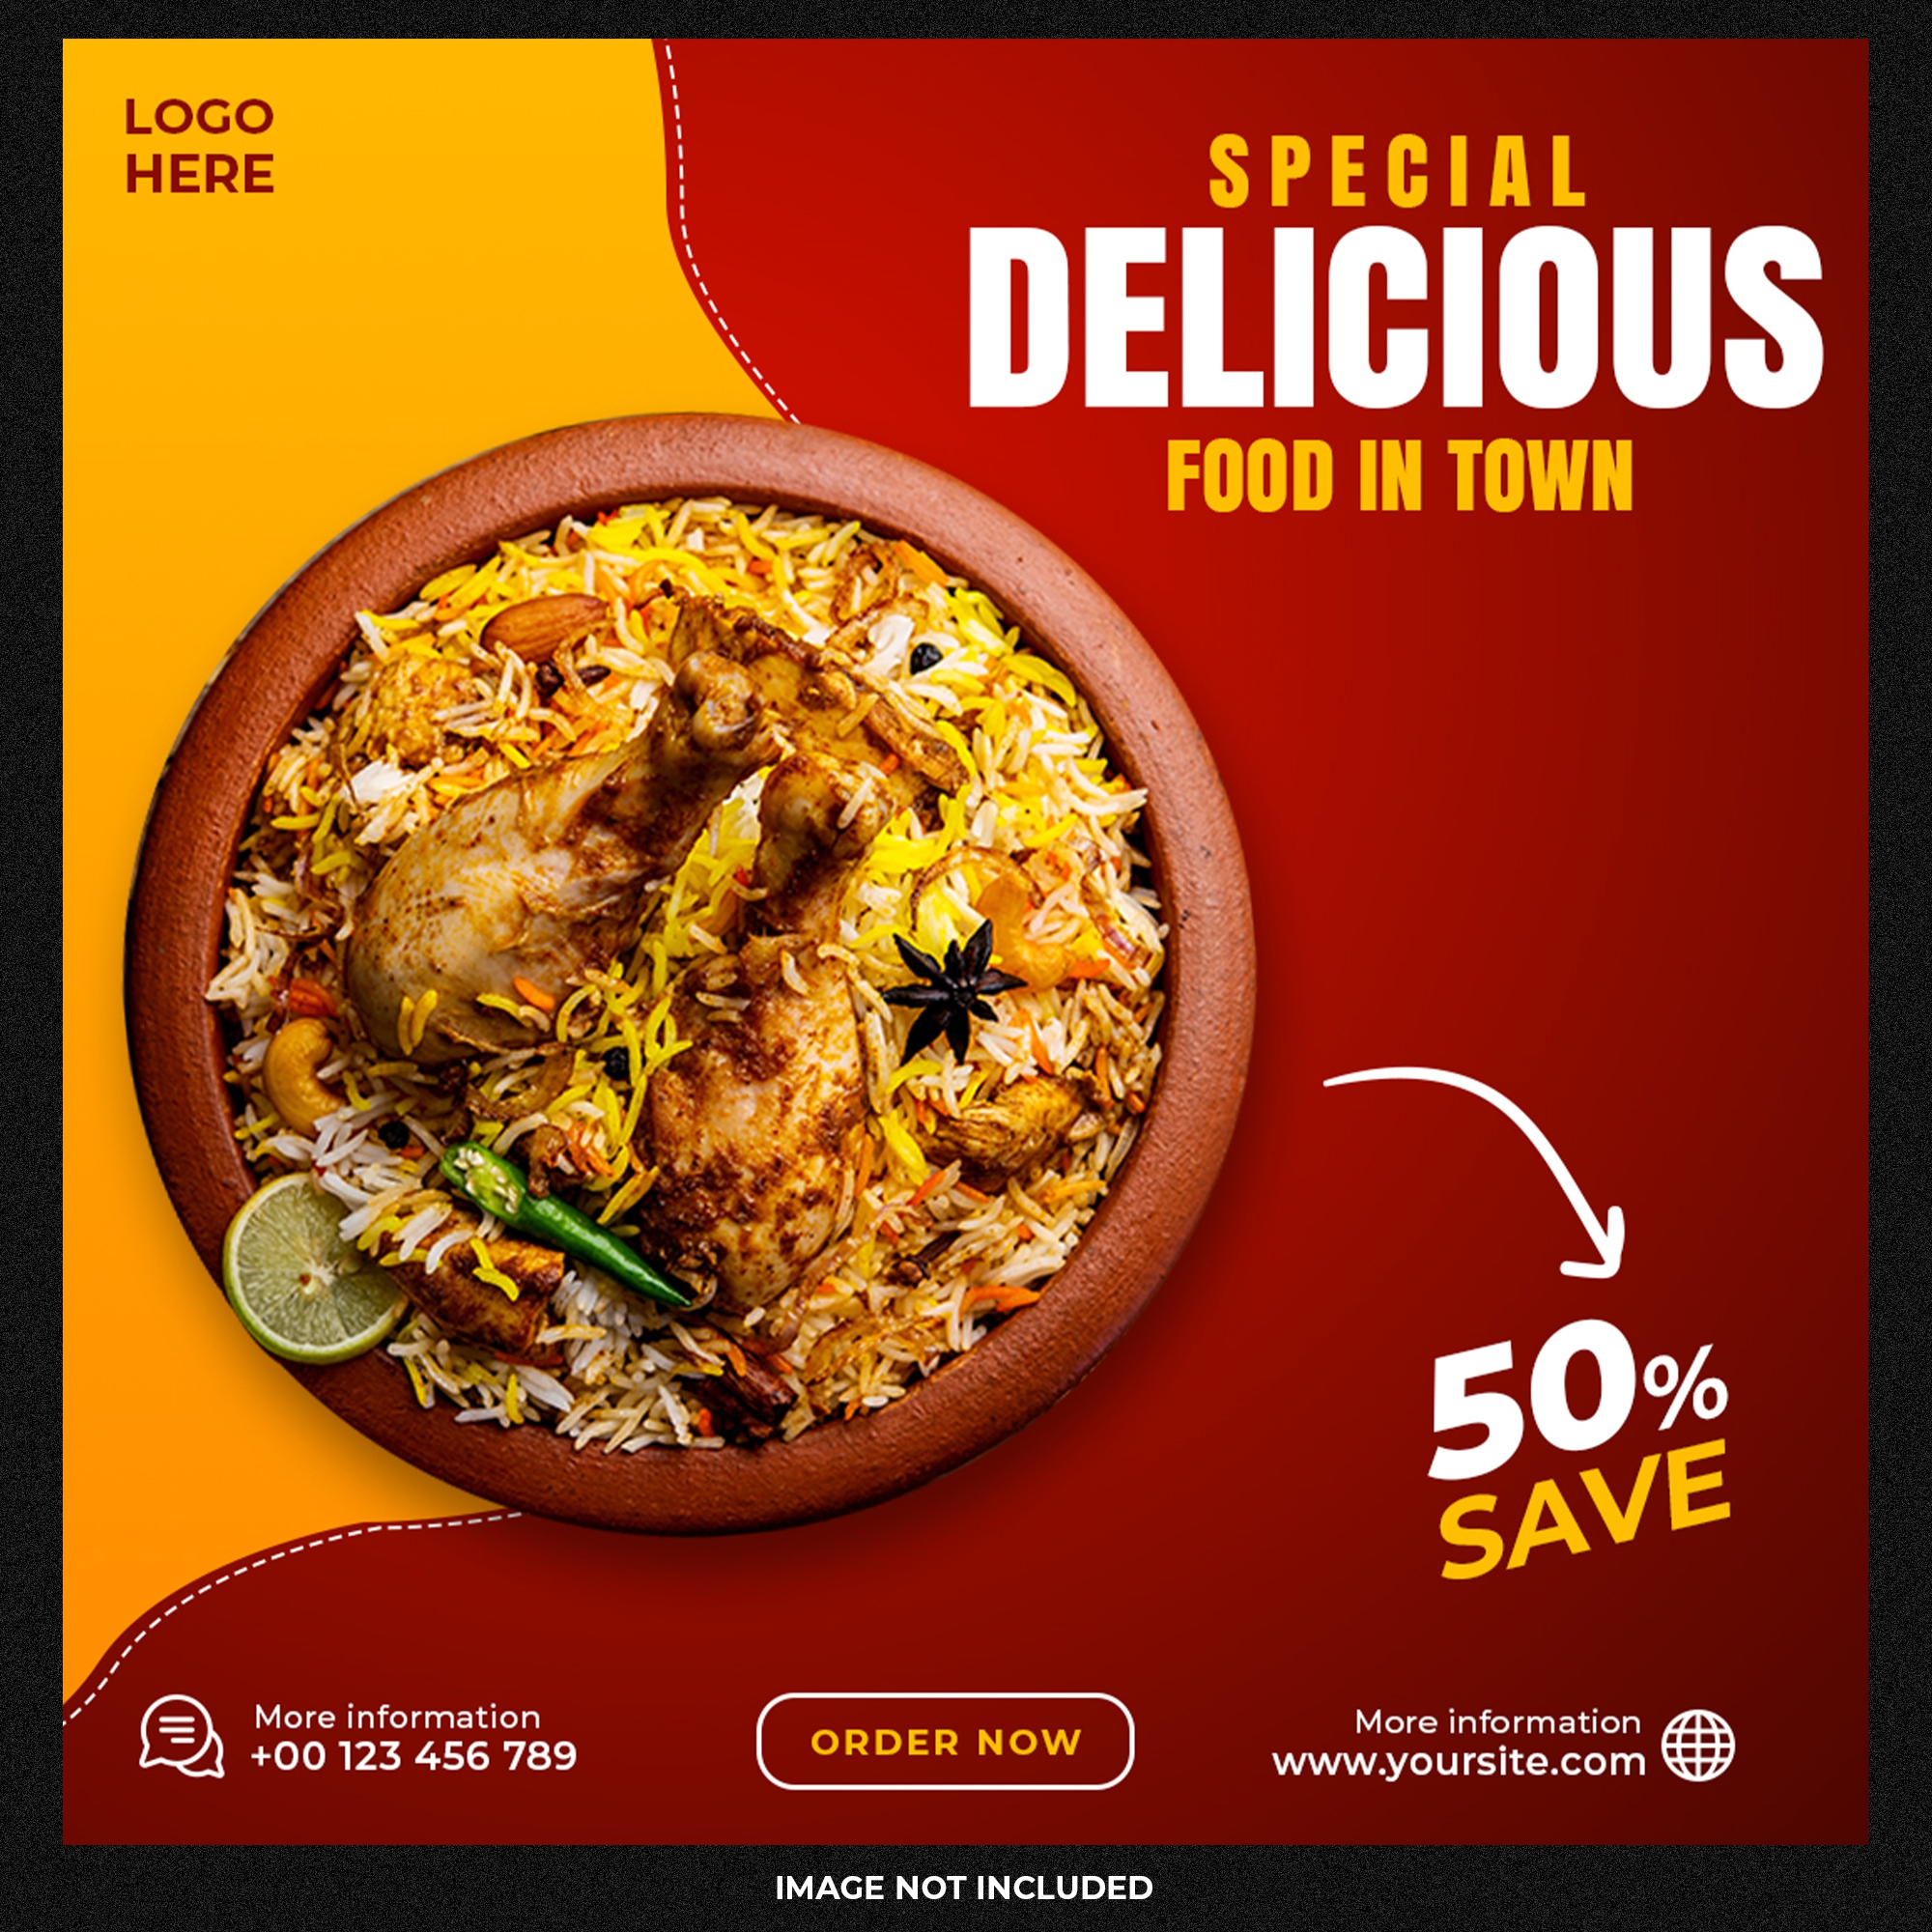 LOGO
HERE
SPECIAL
DELICIOUS
FOOD IN TOWN
50%
SAVE
More information
+00 123 456 789
ORDER NOW
More information
www.yoursite.com
IMAGE NOT INCLUDED